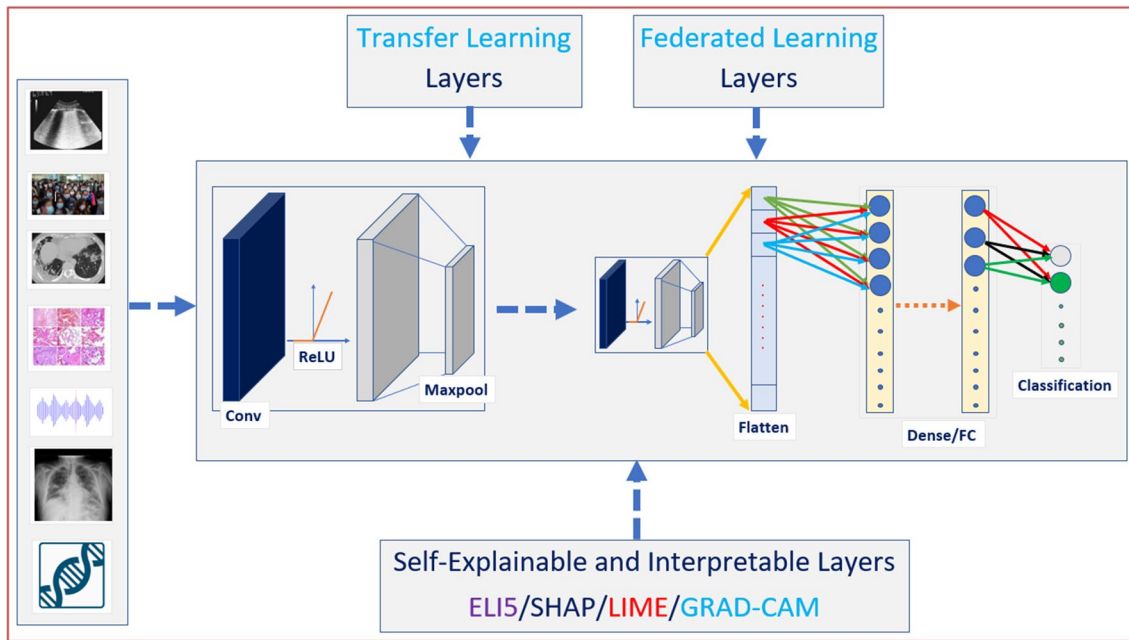 Transfer Learning
Layers
Federated Learning
Layers
ReLU
Maxpool
Conv
Flatten
Dense/FC
Classification
Self-Explainable and Interpretable Layers
ELI5/SHAP/LIME/GRAD-CAM